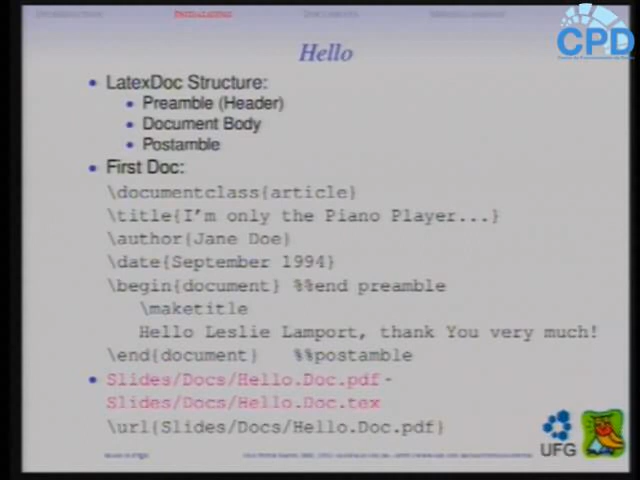 CPD
Hello
• LatexDoc Structure:
• Preamble (Header)
• Document Body
• Postamble
• First Doc:
\documentclass{article}
\title{I'm only the Piano Player...}
\author{Jane Doe}
\date{September 1994}
\begin{document} %%end preamble
\maketitle
Hello Leslie Lamport, thank You very much!
\end{document} %%postamble
• Slides/Docs/Hello.Doc.pdf -
Slides/Docs/Hello.Doc.tex
\url{Slides/Docs/Hello.Doc.pdf}
UFG